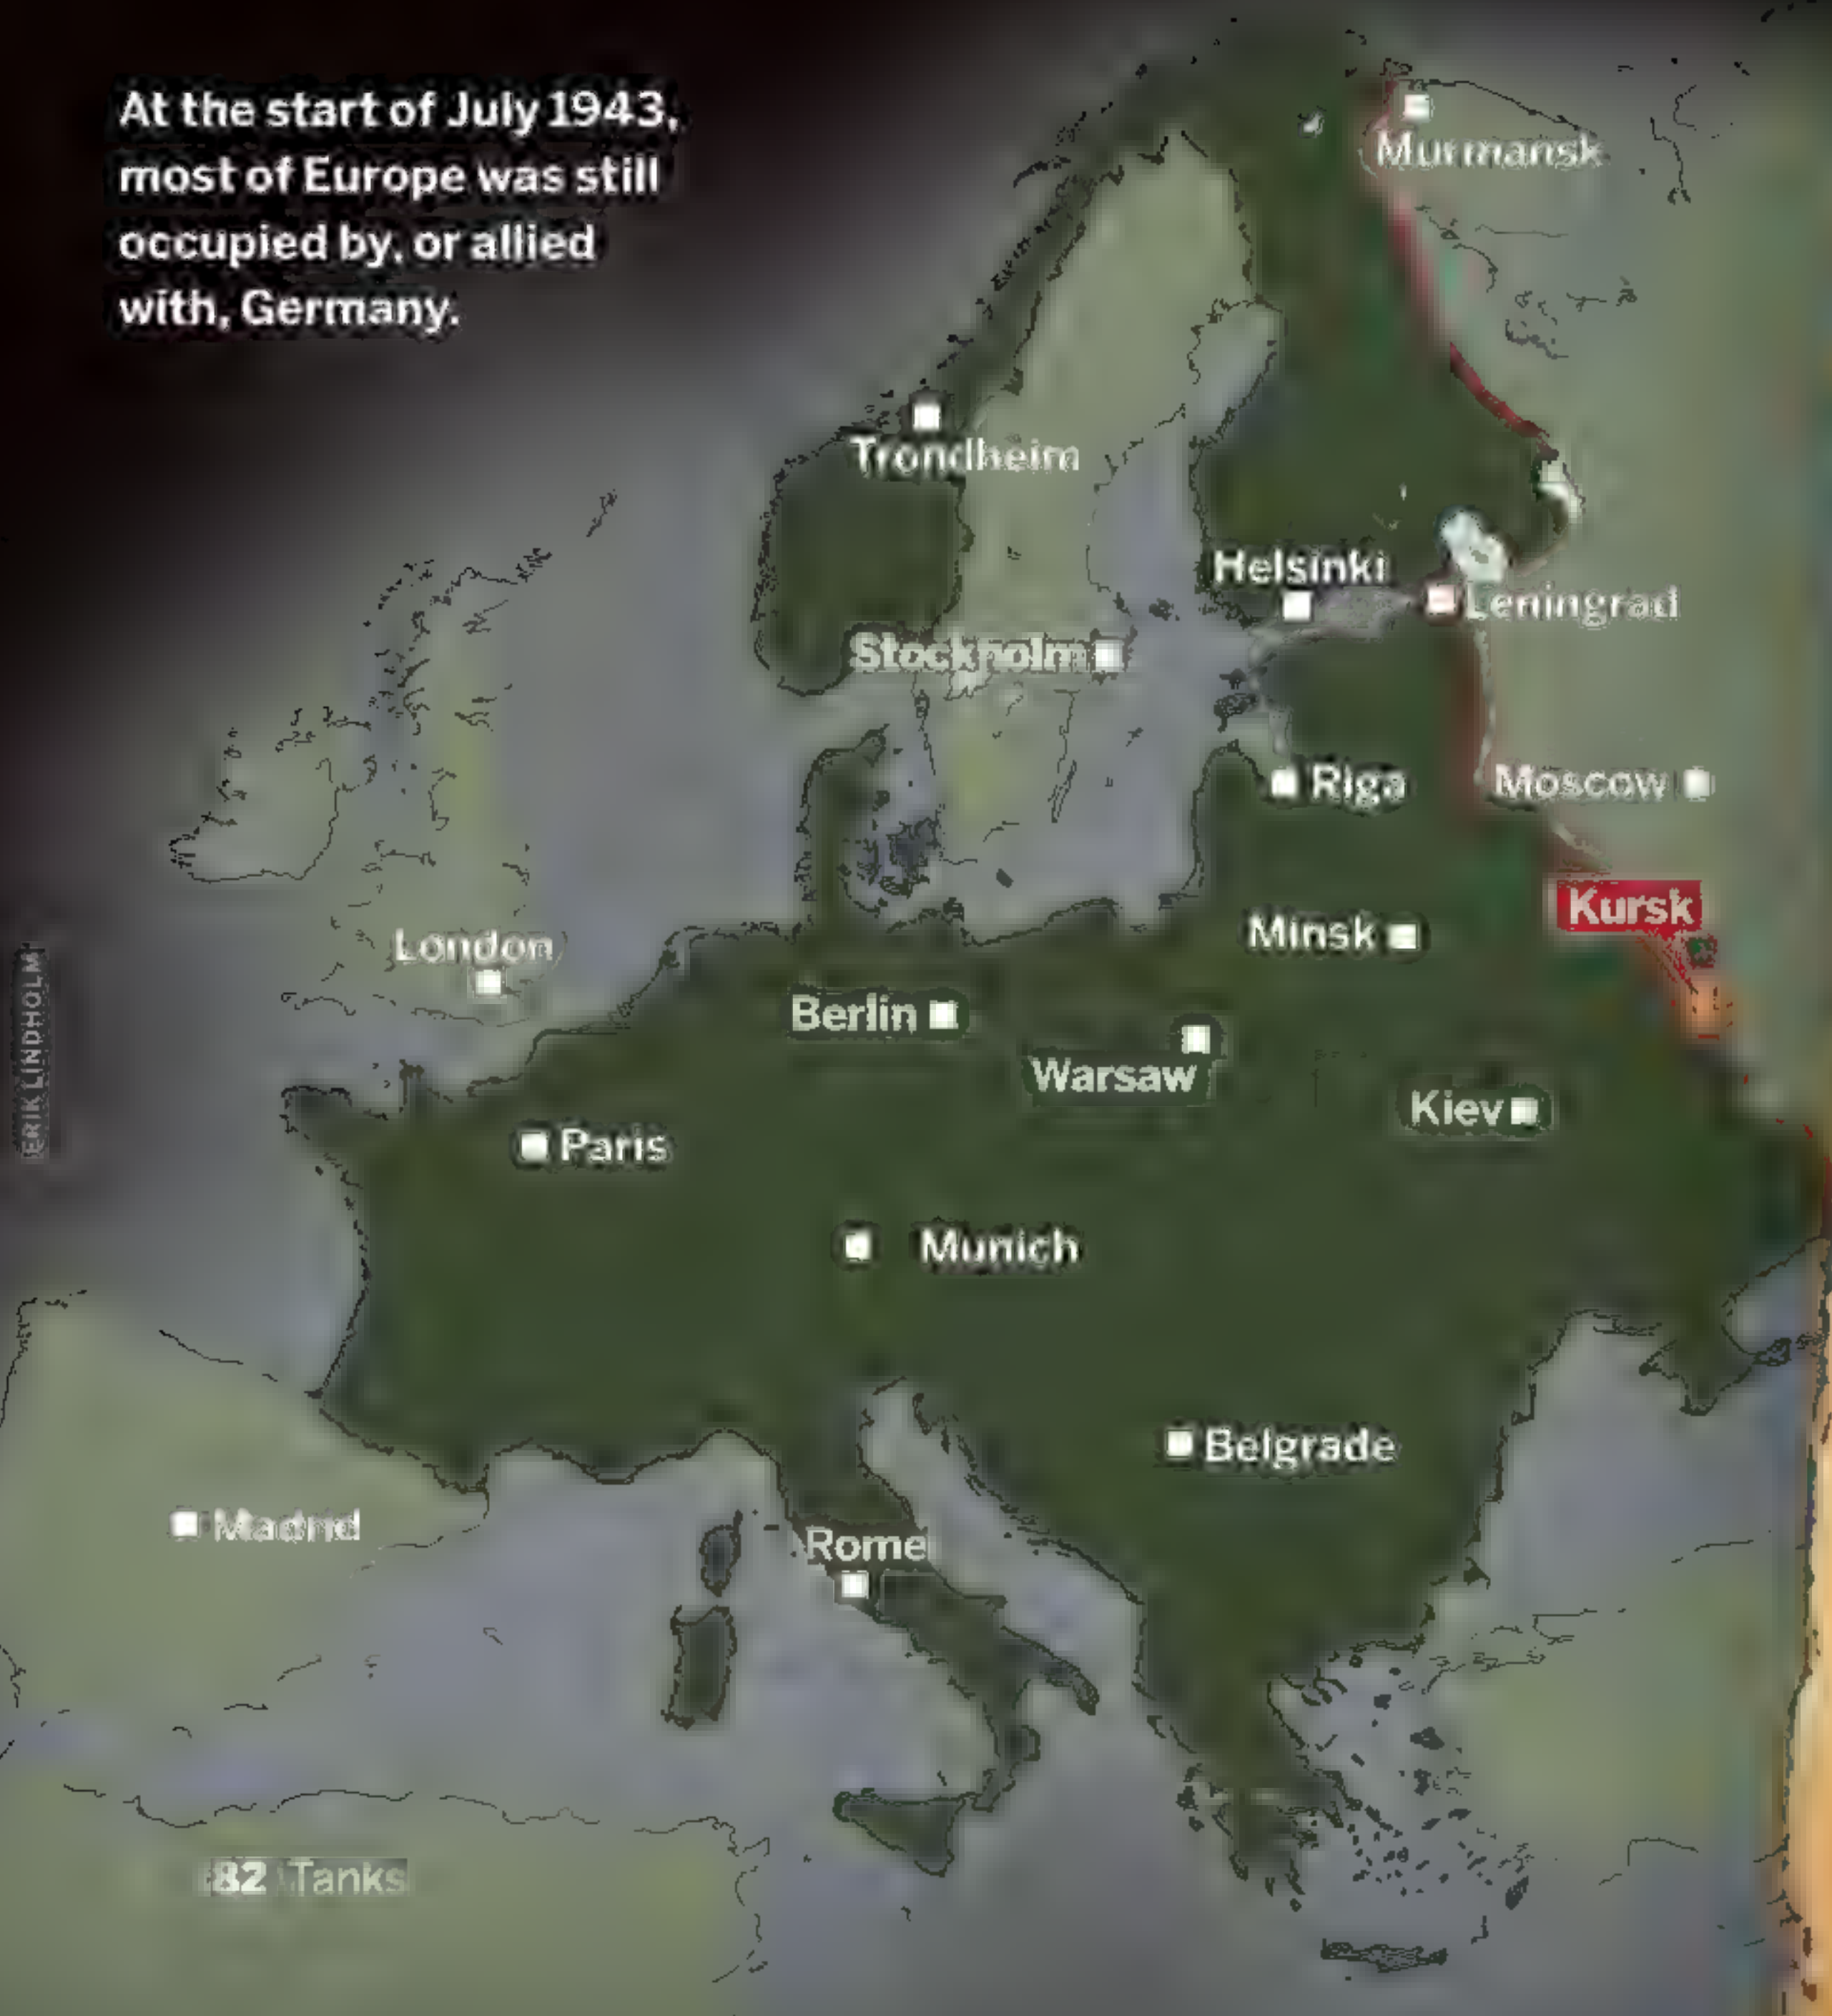 At the start of July 1943,
most of Europe was still
occupied by, or allied
with, Germany.
Murmansk
Trondheim
Helsinki
Leningrad
Stockholm
Riga
Moscow
Kursk
Minsk
London
Berlin
Warsaw
Kiev
Paris
Munich
Belgrade
Madrid
Rome
82 Tanks
ERIK LINDHOLM